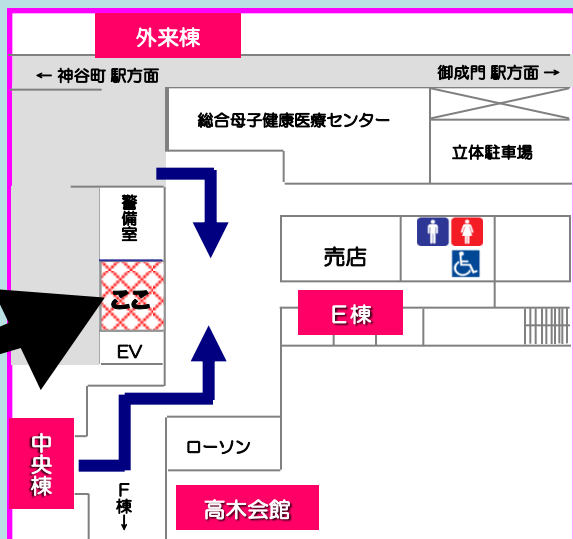 外来棟
← 神谷町 駅方面
御成門 駅方面 →
総合母子健康医療センター
立体駐車場
警備室
売店
ここ
E棟
EV
中央棟
ローソン
F棟↓
高木会館